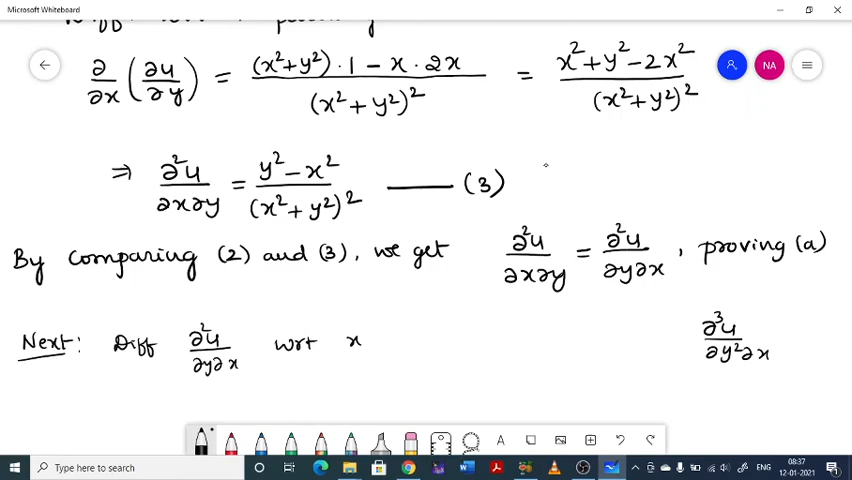 Microsoft Whiteboard
∂/∂x (∂u/∂y) = ((x²+y²)·1 − x·2x)/(x²+y²)² = (x²+y²−2x²)/(x²+y²)²
NA
⇒ ∂²u/∂x∂y = (y²−x²)/(x²+y²)² —— (3)
By comparing (2) and (3), we get ∂²u/∂x∂y = ∂²u/∂y∂x , proving (a)
Next: Diff ∂²u/∂y∂x wrt x
∂³u/∂y²∂x
A
Type here to search
ENG
08:37
12-01-2021